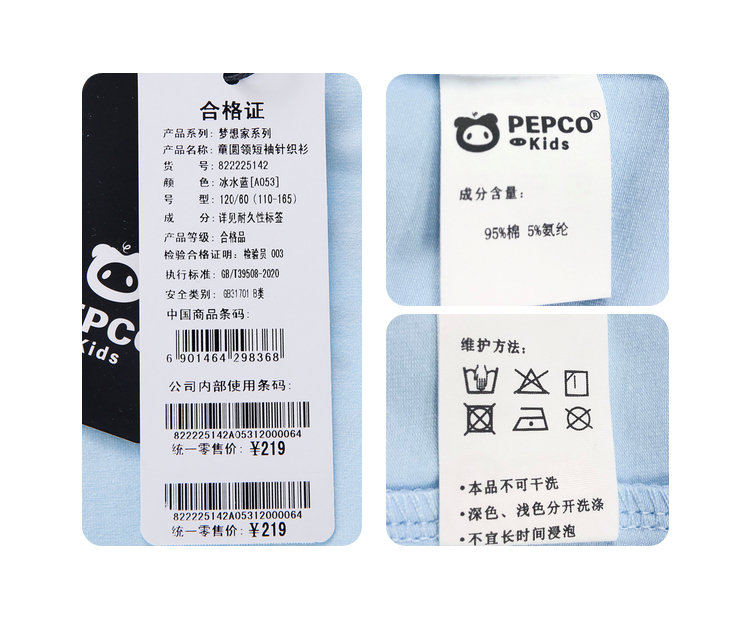 合格证
产品系列: 梦想家系列
产品名称: 童圆领短袖针织衫
货 号: 822225142
颜 色: 冰水蓝[A053]
号 型: 120/60 (110-165)
成 分: 详见耐久性标签
产品等级: 合格品
检验合格证明: 检验员 003
执行标准: GB/T39508-2020
安全类别: GB31701 B类
中国商品条码:
6 901464 298368
公司内部使用条码:
822225142A05312000064
统一零售价: ¥219
822225142A05312000064
统一零售价: ¥219
PEPCO
Kids
PEPCO®
Kids
成分含量:
95%棉 5%氨纶
维护方法:
•本品不可干洗
•深色、浅色分开洗涤
•不宜长时间浸泡